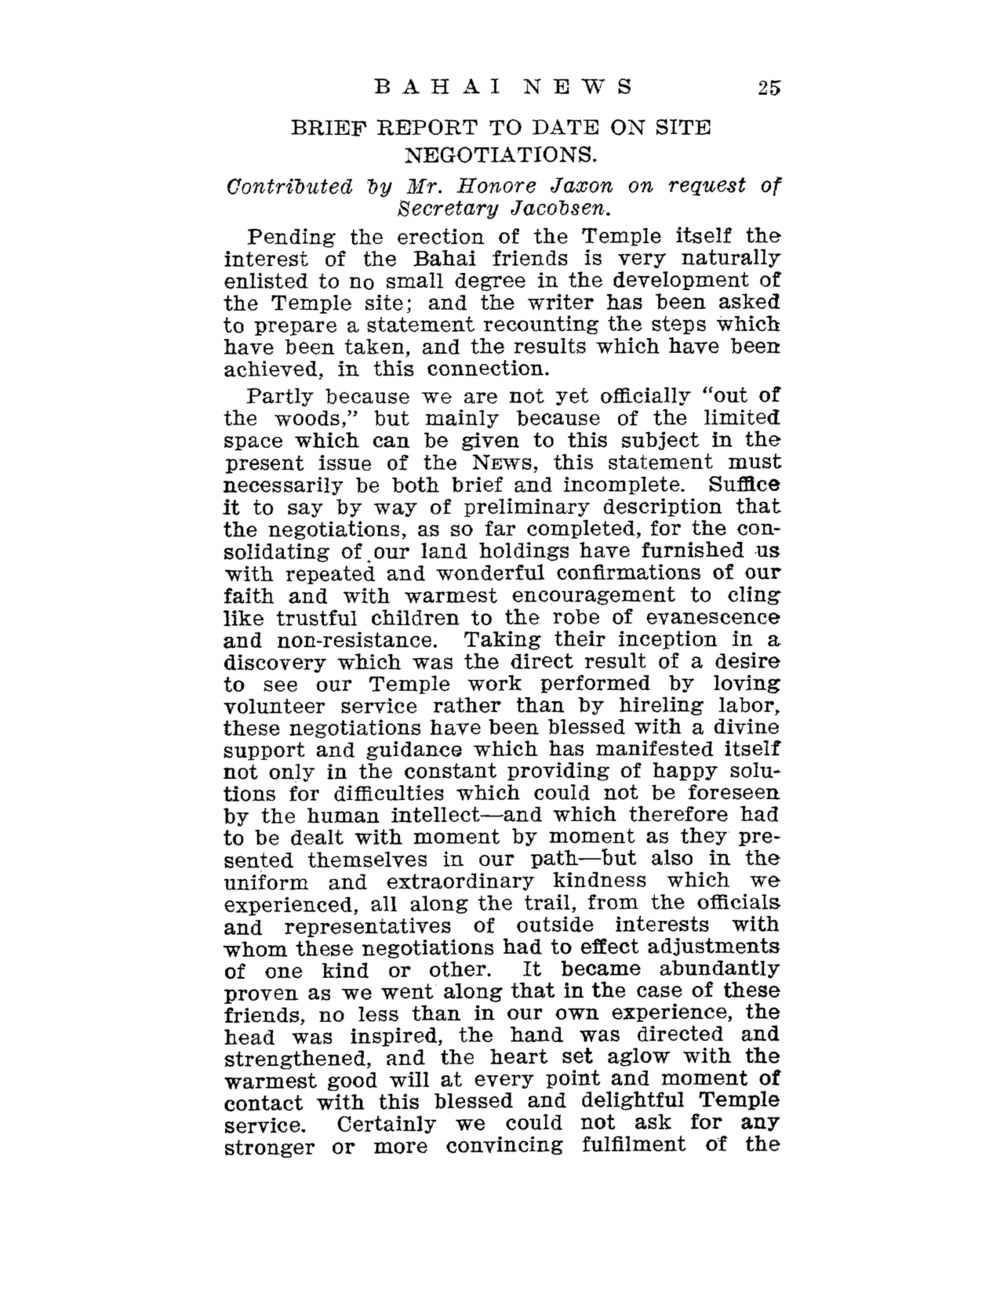 BAHAI NEWS 25
BRIEF REPORT TO DATE ON SITE
NEGOTIATIONS.
Contributed by Mr. Honore Jaxon on request of
Secretary Jacobsen.
Pending the erection of the Temple itself the
interest of the Bahai friends is very naturally
enlisted to no small degree in the development of
the Temple site; and the writer has been asked
to prepare a statement recounting the steps which
have been taken, and the results which have been
achieved, in this connection.
Partly because we are not yet officially “out of
the woods,” but mainly because of the limited
space which can be given to this subject in the
present issue of the NEWS, this statement must
necessarily be both brief and incomplete. Suffice
it to say by way of preliminary description that
the negotiations, as so far completed, for the con-
solidating of our land holdings have furnished us
with repeated and wonderful confirmations of our
faith and with warmest encouragement to cling
like trustful children to the robe of evanescence
and non-resistance. Taking their inception in a
discovery which was the direct result of a desire
to see our Temple work performed by loving
volunteer service rather than by hireling labor,
these negotiations have been blessed with a divine
support and guidance which has manifested itself
not only in the constant providing of happy solu-
tions for difficulties which could not be foreseen
by the human intellect—and which therefore had
to be dealt with moment by moment as they pre-
sented themselves in our path—but also in the
uniform and extraordinary kindness which we
experienced, all along the trail, from the officials
and representatives of outside interests with
whom these negotiations had to effect adjustments
of one kind or other. It became abundantly
proven as we went along that in the case of these
friends, no less than in our own experience, the
head was inspired, the hand was directed and
strengthened, and the heart set aglow with the
warmest good will at every point and moment of
contact with this blessed and delightful Temple
service. Certainly we could not ask for any
stronger or more convincing fulfilment of the